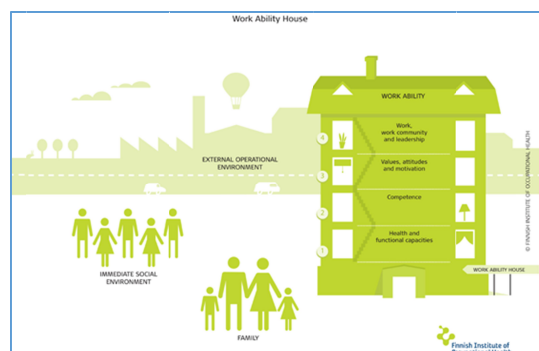 Work Ability House
WORK ABILITY
4
Work,
work community
and leadership
3
Values, attitudes
and motivation
2
Competence
1
Health and
functional capacities
EXTERNAL OPERATIONAL
ENVIRONMENT
IMMEDIATE SOCIAL
ENVIRONMENT
FAMILY
WORK ABILITY HOUSE
© FINNISH INSTITUTE OF OCCUPATIONAL HEALTH
Finnish Institute of